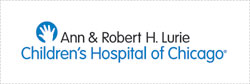 Ann & Robert H. Lurie
Children's Hospital of Chicago®